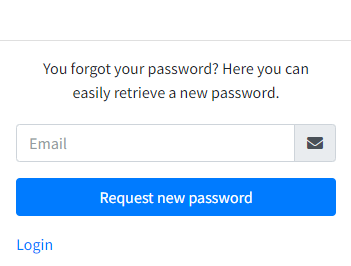 You forgot your password? Here you can
easily retrieve a new password.
Email
Request new password
Login